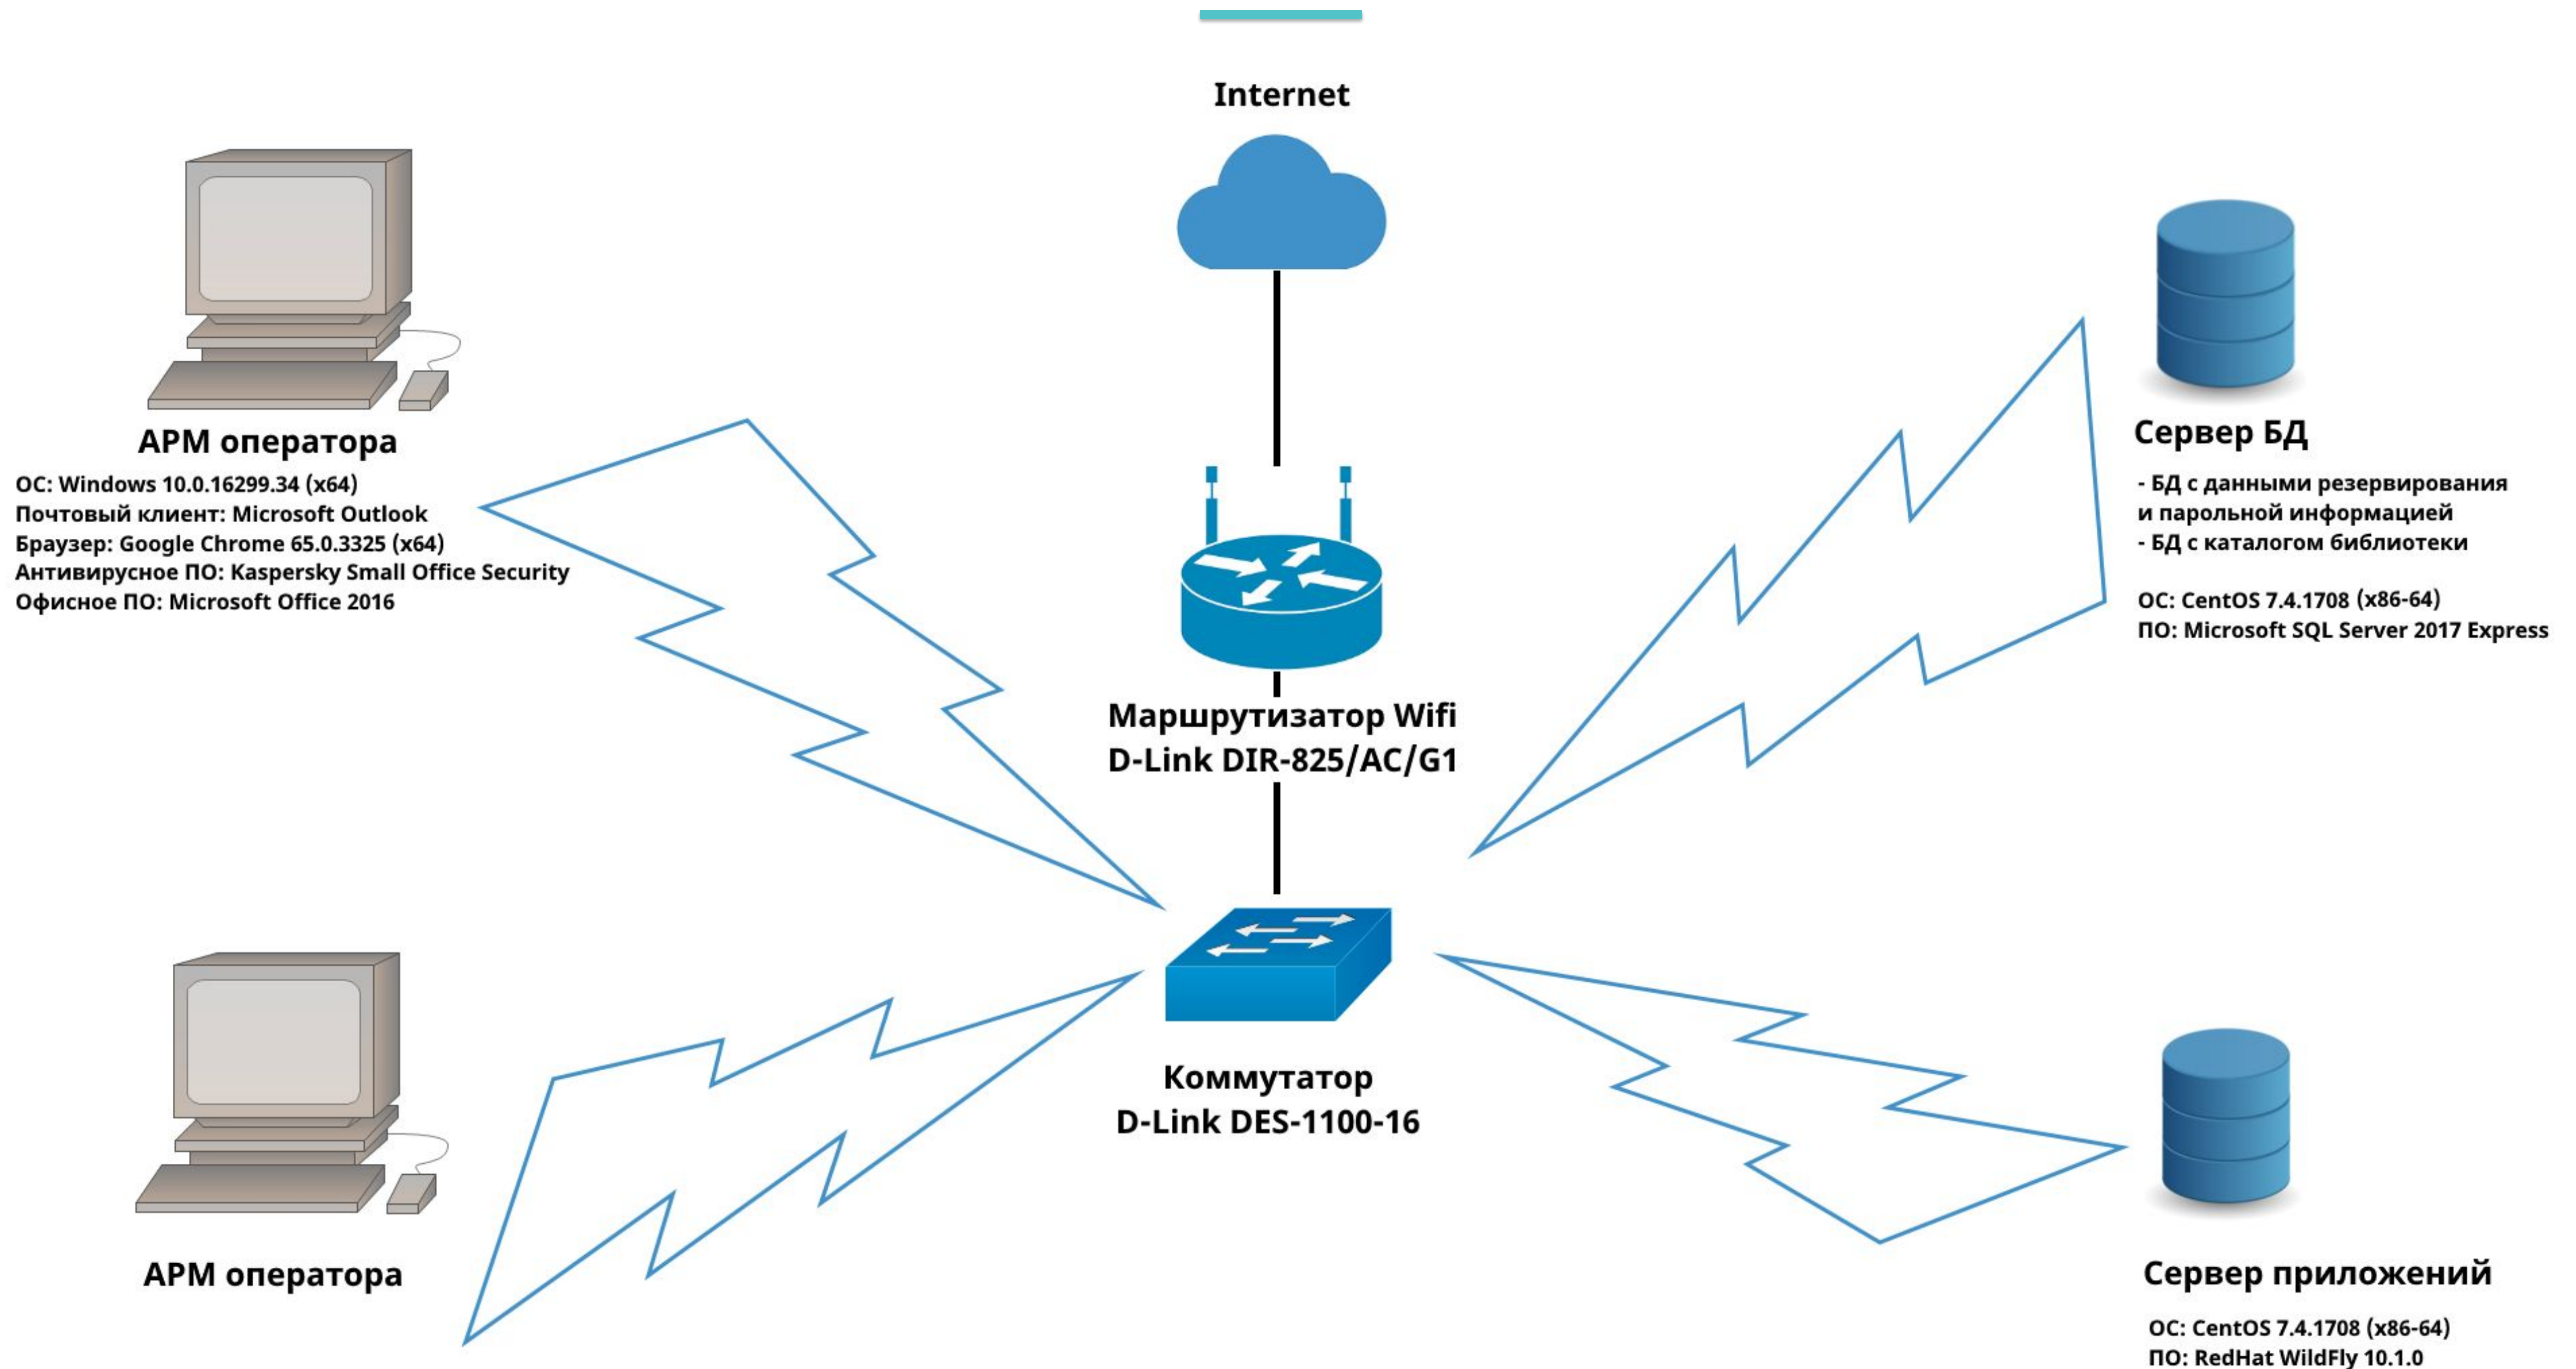 Internet
АРМ оператора
ОС: Windows 10.0.16299.34 (x64)
Почтовый клиент: Microsoft Outlook
Браузер: Google Chrome 65.0.3325 (x64)
Антивирусное ПО: Kaspersky Small Office Security
Офисное ПО: Microsoft Office 2016
Сервер БД
- БД с данными резервирования
и парольной информацией
- БД с каталогом библиотеки
ОС: CentOS 7.4.1708 (x86-64)
ПО: Microsoft SQL Server 2017 Express
Маршрутизатор Wifi
D-Link DIR-825/AC/G1
Коммутатор
D-Link DES-1100-16
АРМ оператора
Сервер приложений
ОС: CentOS 7.4.1708 (x86-64)
ПО: RedHat WildFly 10.1.0